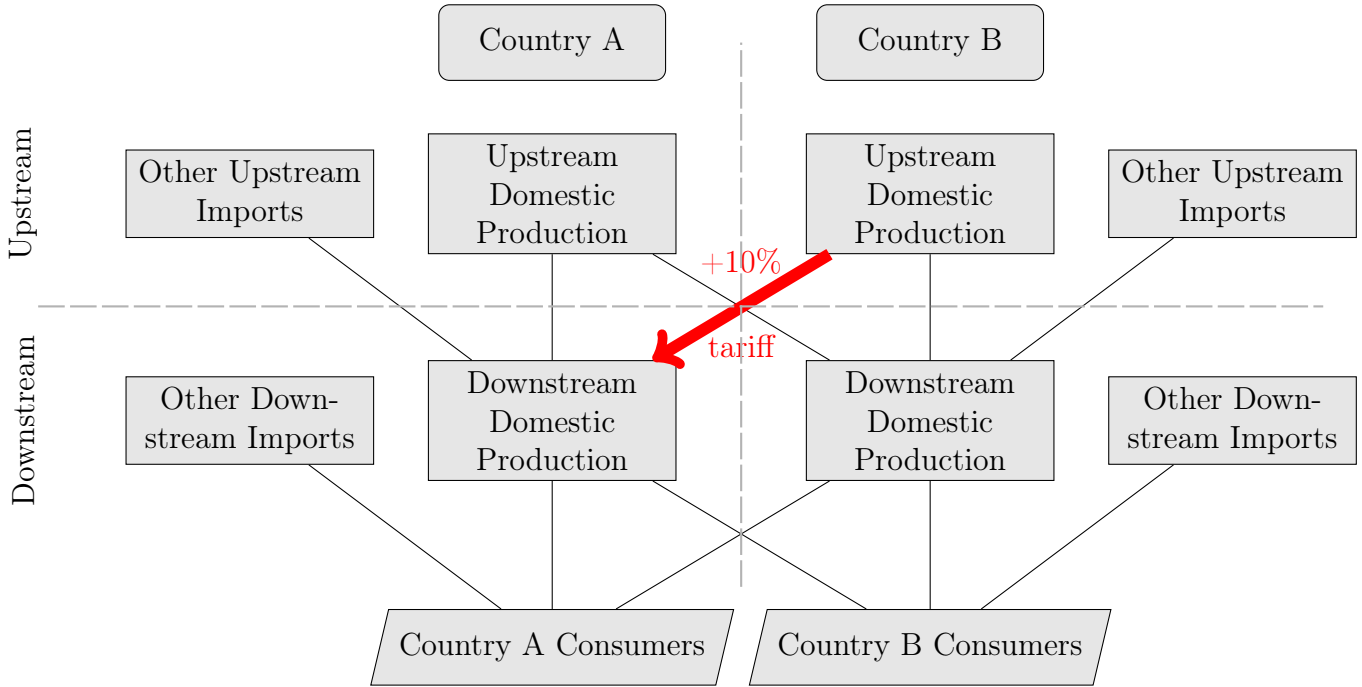 Country A
Country B
Upstream
Other Upstream
Imports
Upstream
Domestic
Production
Upstream
Domestic
Production
Other Upstream
Imports
+10%
tariff
Downstream
Other Down-
stream Imports
Downstream
Domestic
Production
Downstream
Domestic
Production
Other Down-
stream Imports
Country A Consumers
Country B Consumers